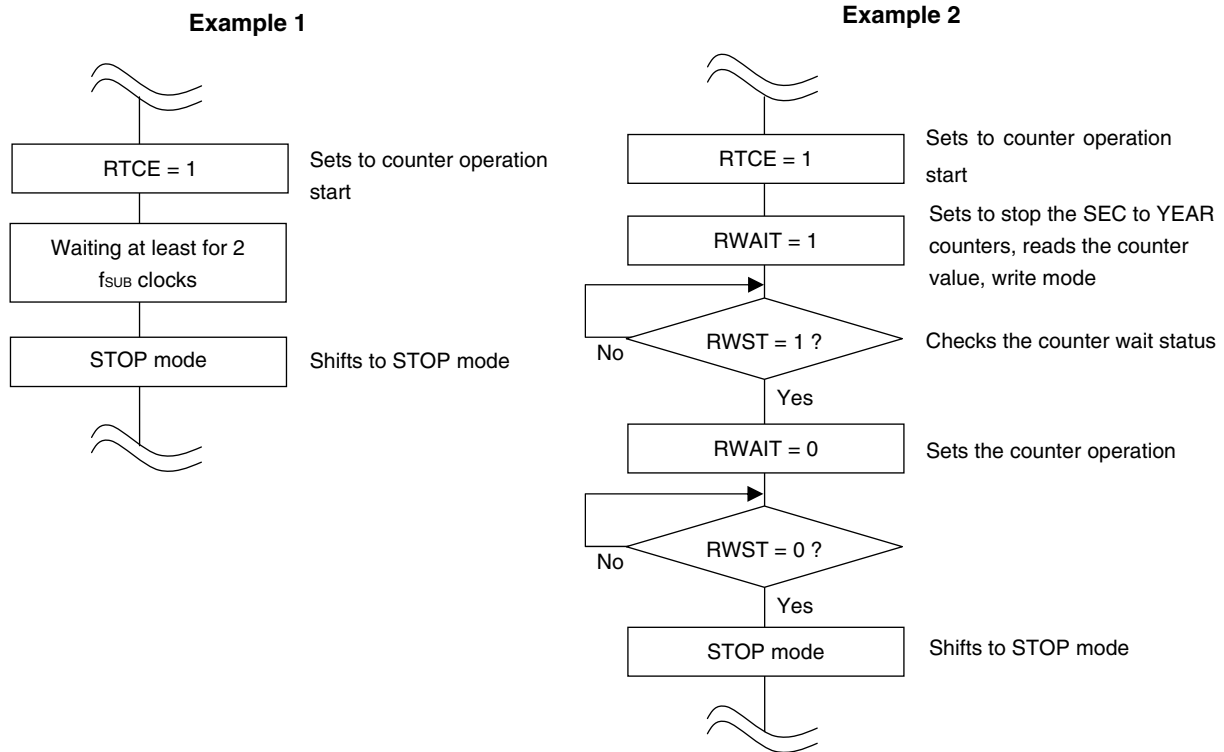 Example 1
RTCE = 1
Sets to counter operation
start
Waiting at least for 2
fSUB clocks
STOP mode
Shifts to STOP mode
Example 2
RTCE = 1
Sets to counter operation
start
RWAIT = 1
Sets to stop the SEC to YEAR
counters, reads the counter
value, write mode
RWST = 1 ?
No
Checks the counter wait status
Yes
RWAIT = 0
Sets the counter operation
RWST = 0 ?
No
Yes
STOP mode
Shifts to STOP mode